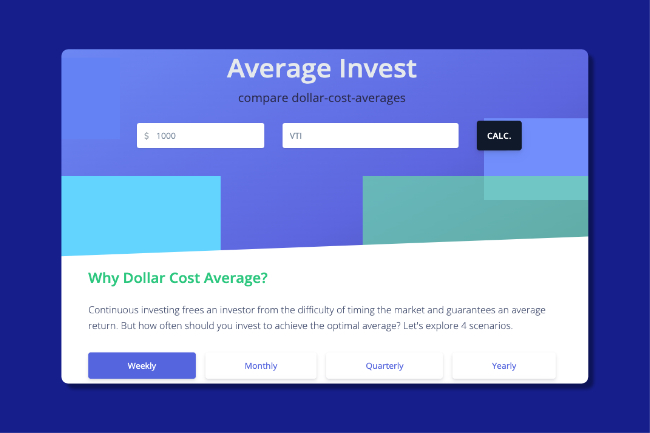 Average Invest
compare dollar-cost-averages
$ 1000 VTI CALC.
Why Dollar Cost Average?
Continuous investing frees an investor from the difficulty of timing the market and guarantees an average
return. But how often should you invest to achieve the optimal average? Let's explore 4 scenarios.
Weekly Monthly Quarterly Yearly